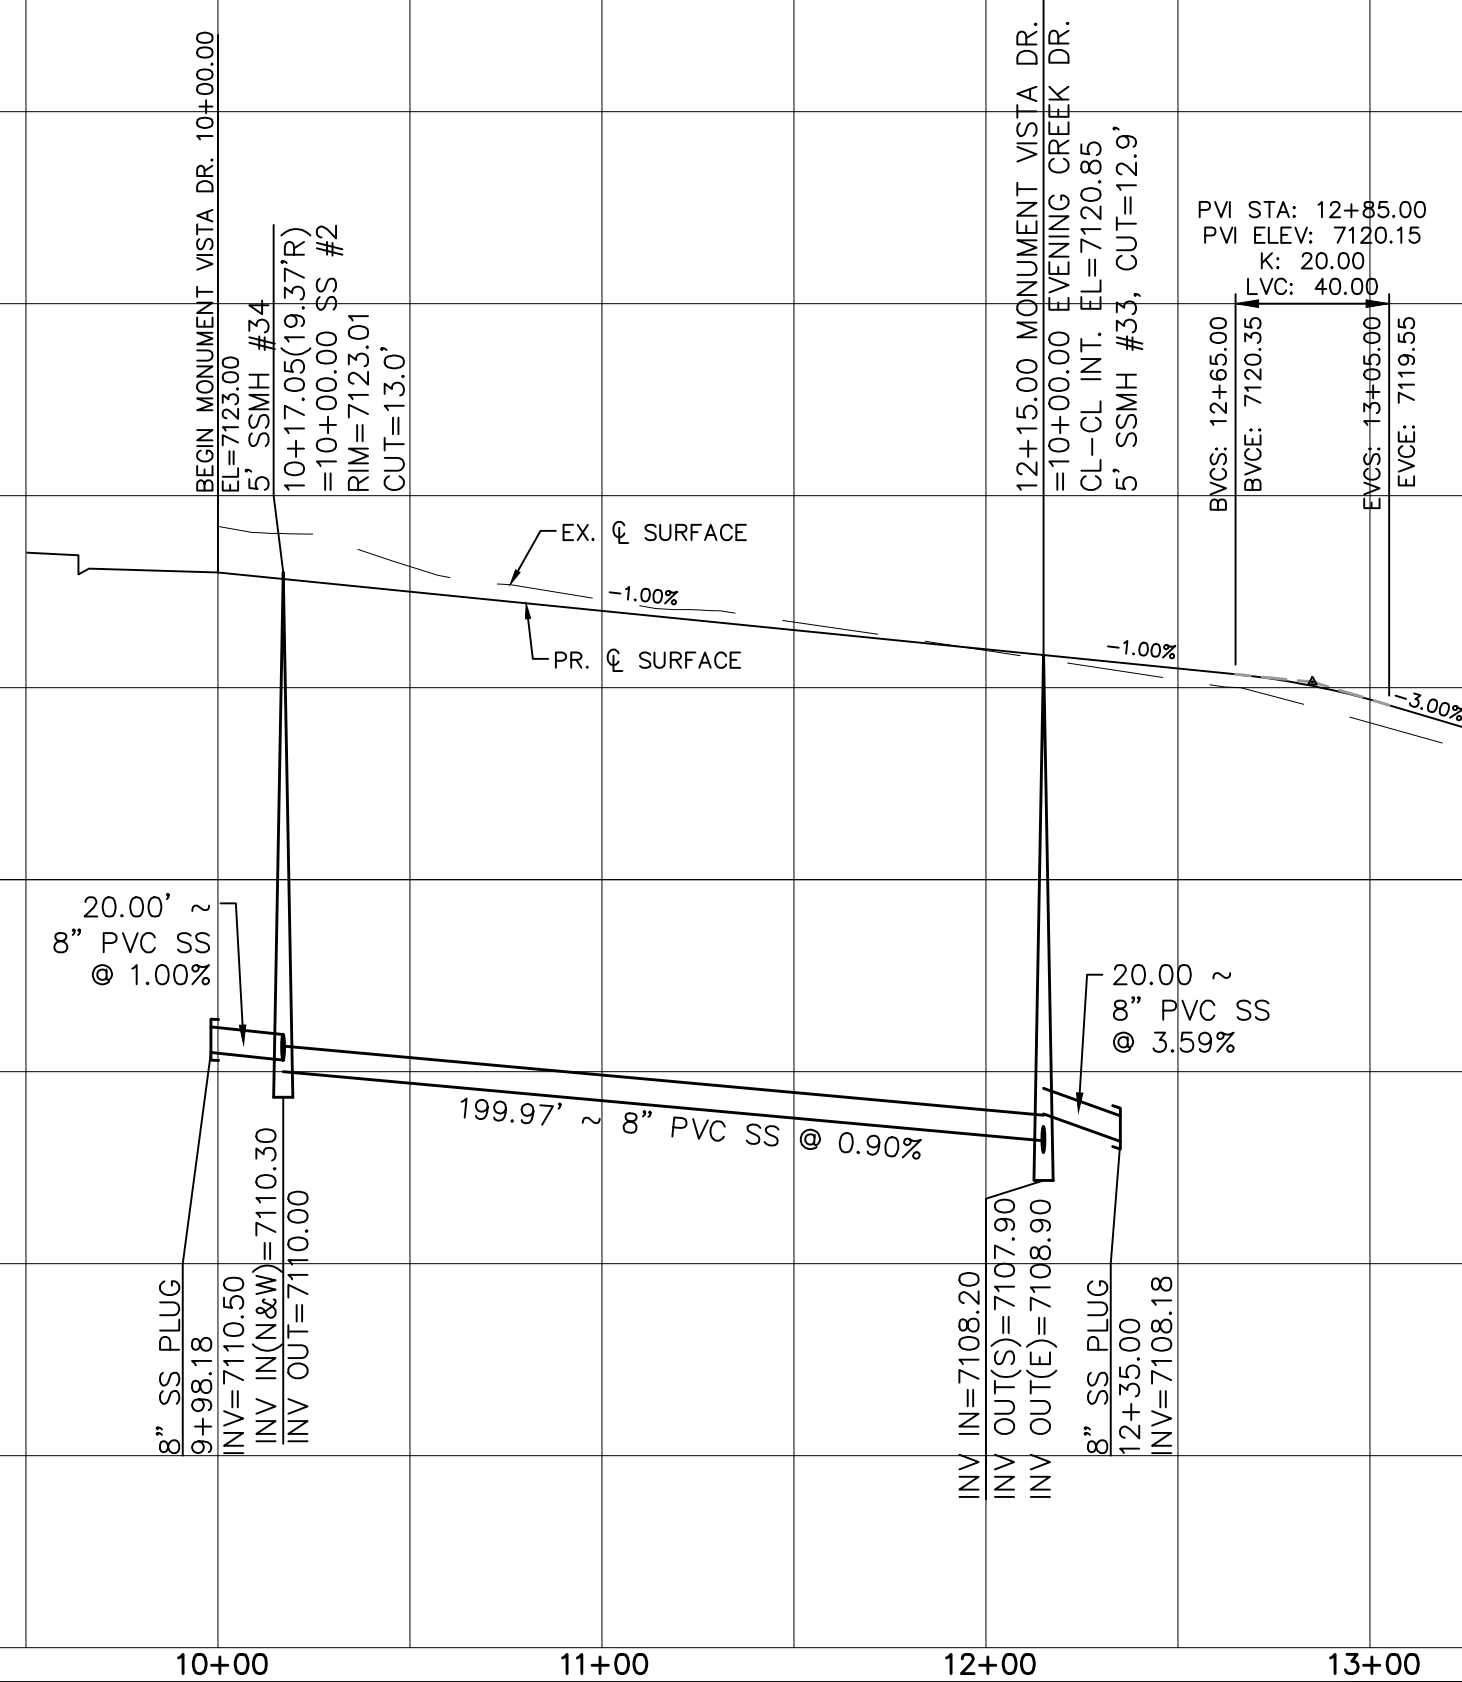 BEGIN MONUMENT VISTA DR. 10+00.00
EL=7123.00
5' SSMH #34
10+17.05(19.37'R)
=10+00.00 SS #2
RIM=7123.01
CUT=13.0'
12+15.00 MONUMENT VISTA DR.
=10+00.00 EVENING CREEK DR.
CL-CL INT. EL=7120.85
5' SSMH #33, CUT=12.9'
PVI STA: 12+85.00
PVI ELEV: 7120.15
K: 20.00
LVC: 40.00
BVCS: 12+65.00
BVCE: 7120.35
EVCS: 13+05.00
EVCE: 7119.55
EX. ℄ SURFACE
-1.00%
PR. ℄ SURFACE
-1.00%
-3.00%
20.00' ~
8" PVC SS
@ 1.00%
20.00 ~
8" PVC SS
@ 3.59%
199.97' ~ 8" PVC SS @ 0.90%
8" SS PLUG
9+98.18
INV=7110.50
INV IN(N&W)=7110.30
INV OUT=7110.00
INV IN=7108.20
INV OUT(S)=7107.90
INV OUT(E)=7108.90
8" SS PLUG
12+35.00
INV=7108.18
10+00
11+00
12+00
13+00